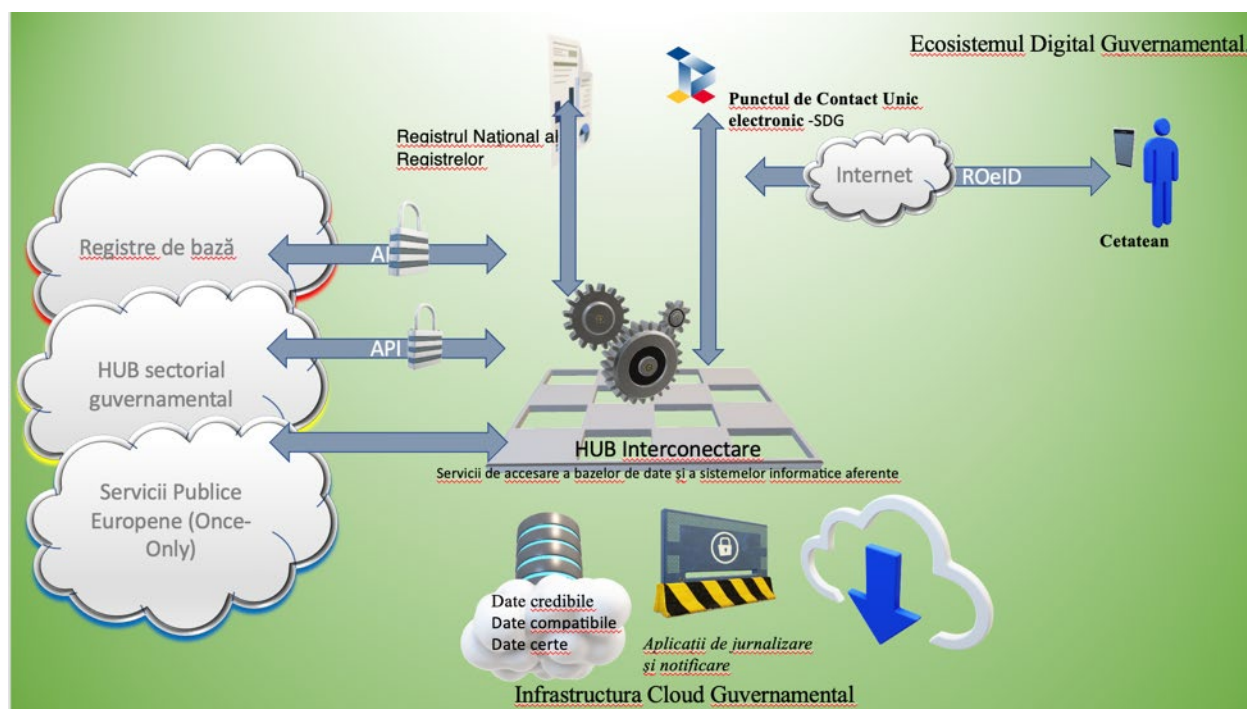 Ecosistemul Digital Guvernamental
Registrul Național al
Registrelor
Punctul de Contact Unic
electronic -SDG
Internet
ROeID
Cetatean
Registre de bază
API
HUB sectorial
guvernamental
Servicii Publice
Europene (Once-
Only)
HUB Interconectare
Servicii de accesare a bazelor de date și a sistemelor informatice aferente
Date credibile
Date compatibile
Date certe
Aplicații de jurnalizare
și notificare
Infrastructura Cloud Guvernamental